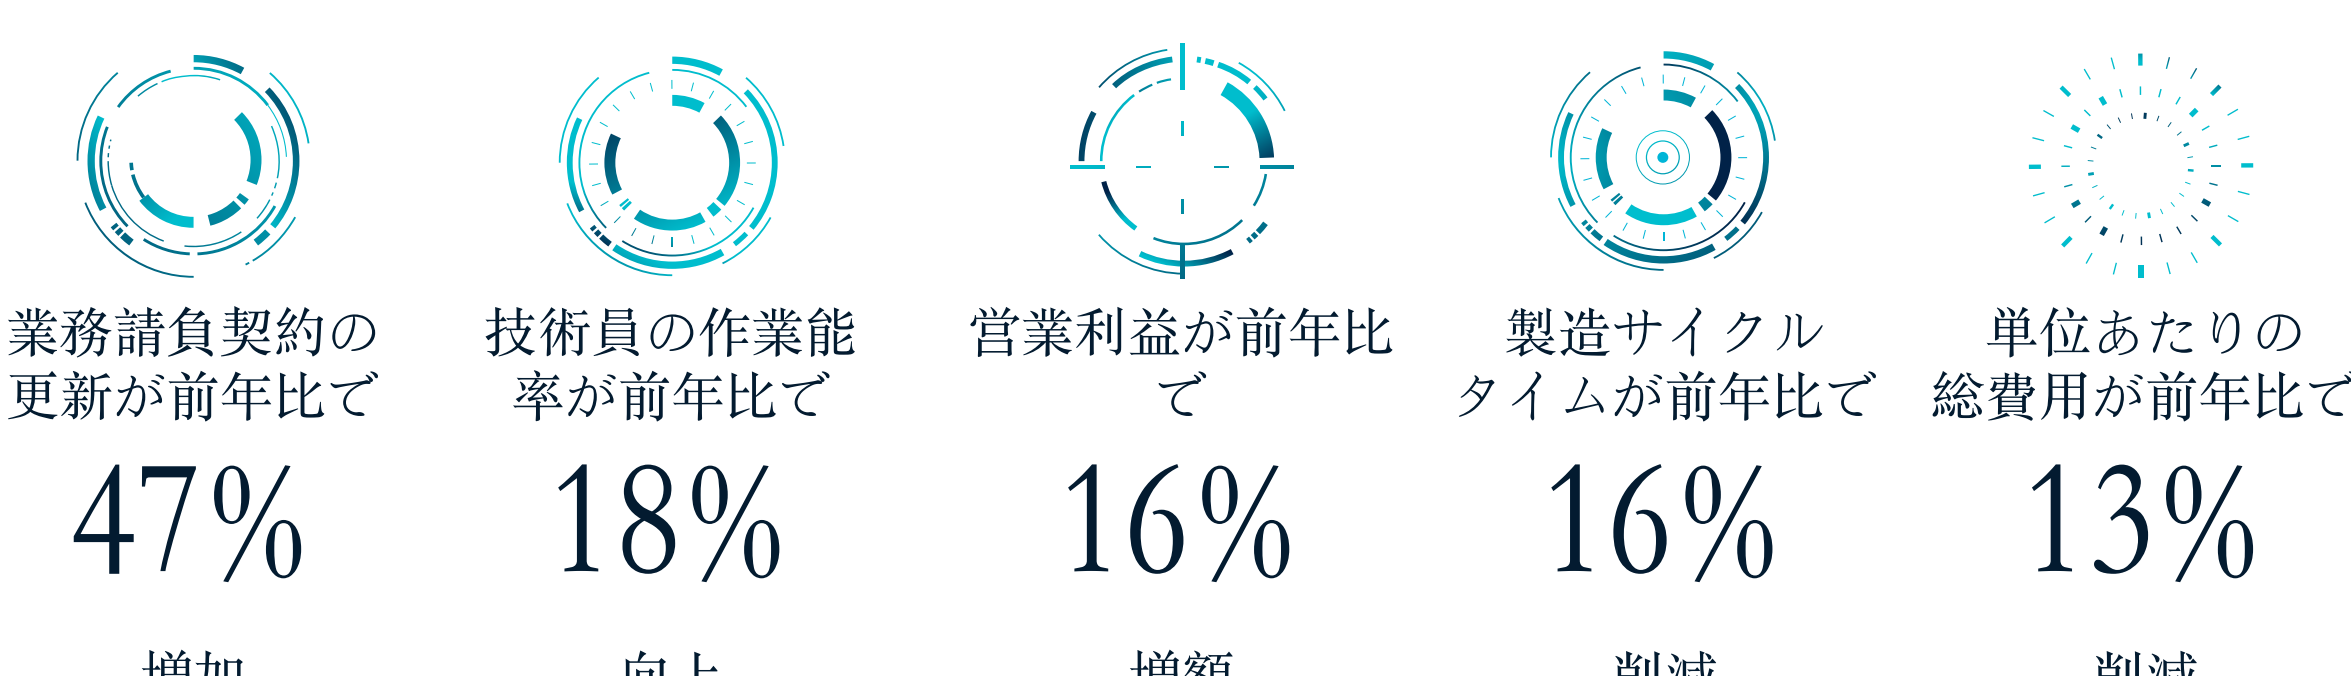 業務請負契約の
更新が前年比で
47%
増加
技術員の作業能
率が前年比で
18%
向上
営業利益が前年比
で
16%
増額
製造サイクル
タイムが前年比で
16%
削減
単位あたりの
総費用が前年比で
13%
削減